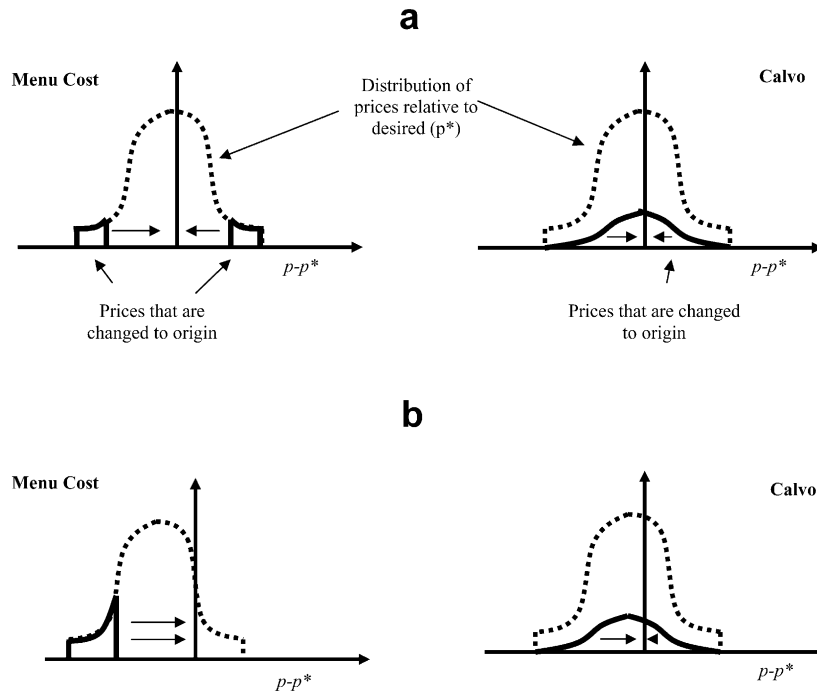 a
Menu Cost
Distribution of
prices relative to
desired (p*)
Calvo
p-p*
p-p*
Prices that are
changed to origin
Prices that are changed
to origin
b
Menu Cost
Calvo
p-p*
p-p*